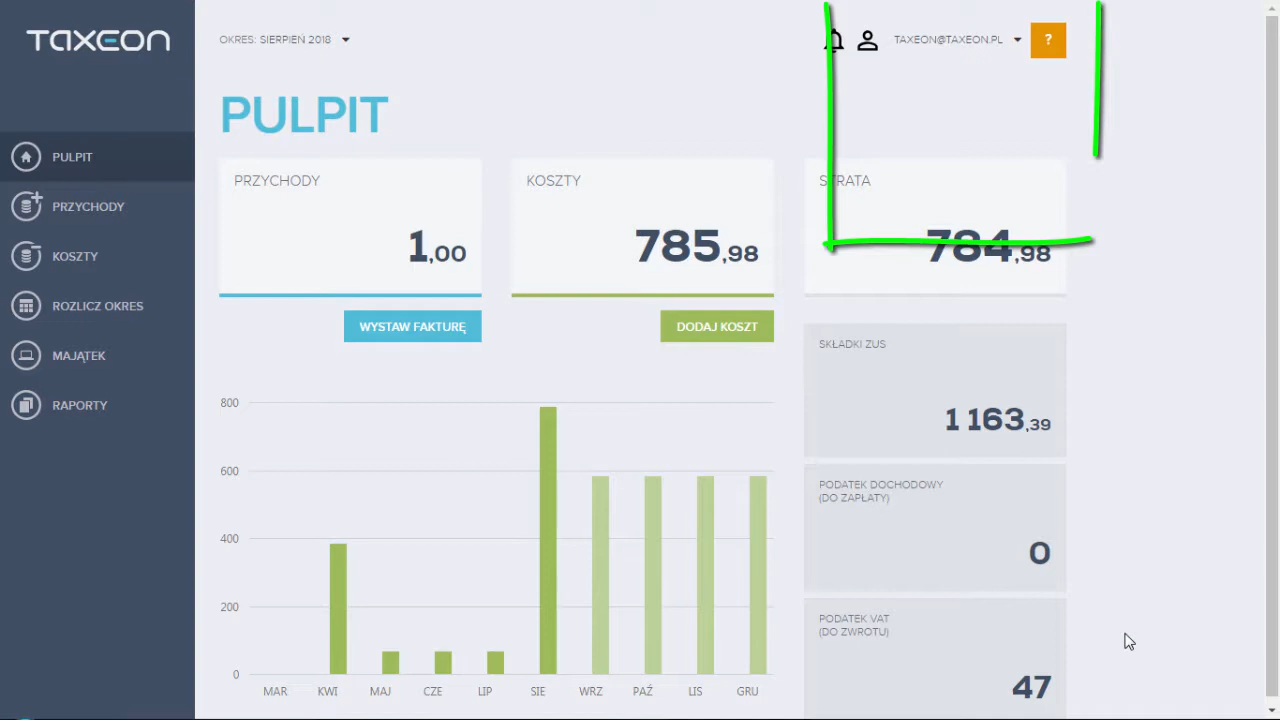 TAXEON
OKRES: SIERPIEŃ 2018
TAXEON@TAXEON.PL
?
PULPIT
PULPIT
PRZYCHODY
KOSZTY
ROZLICZ OKRES
MAJĄTEK
RAPORTY
PRZYCHODY
1,00
WYSTAW FAKTURĘ
KOSZTY
785,98
DODAJ KOSZT
STRATA
784,98
SKŁADKI ZUS
1 163,39
PODATEK DOCHODOWY
(DO ZAPŁATY)
0
PODATEK VAT
(DO ZWROTU)
47
800
600
400
200
0
MAR KWI MAJ CZE LIP SIE WRZ PAŹ LIS GRU